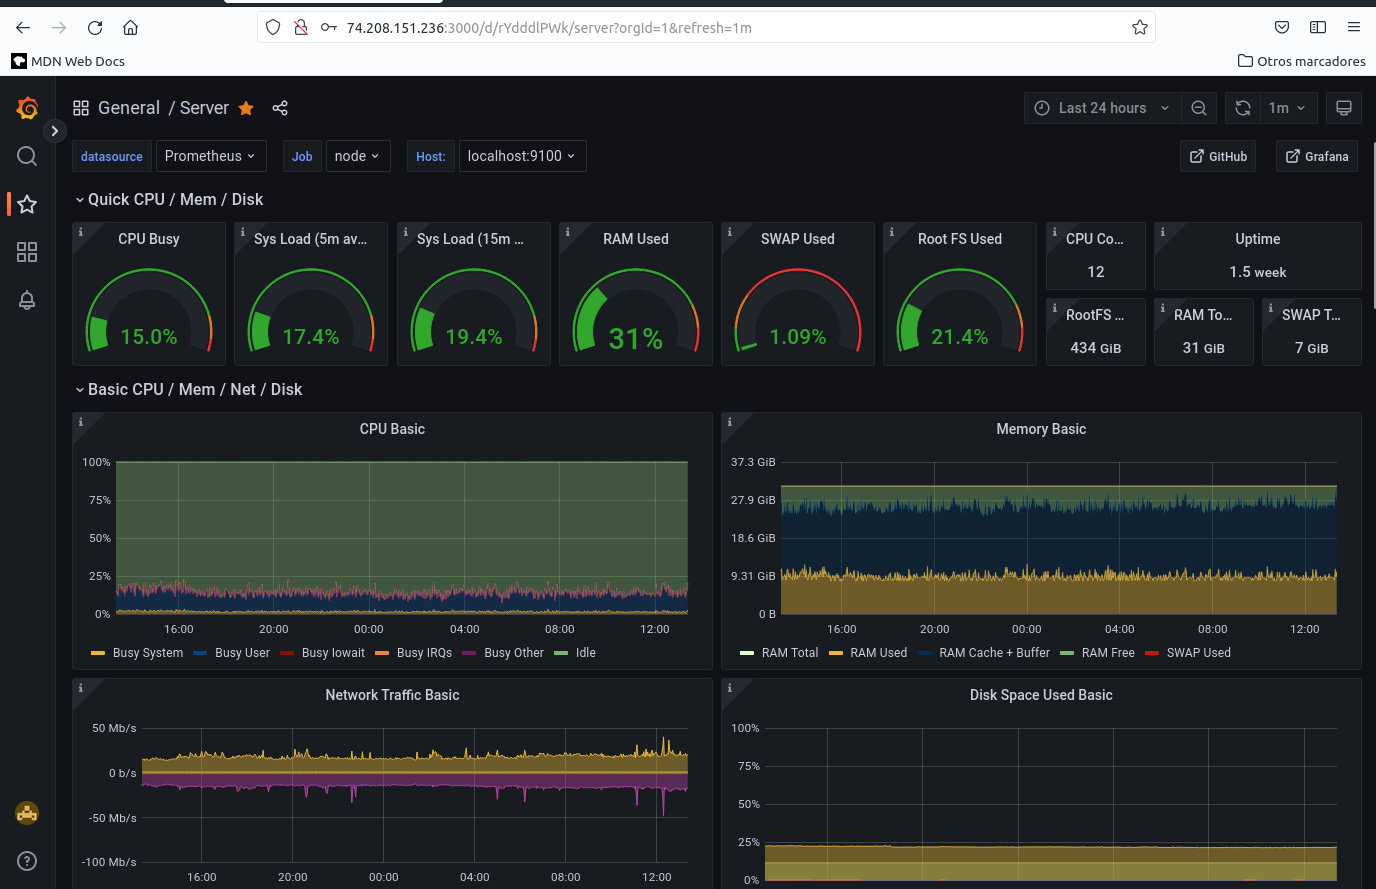 74.208.151.236:3000/d/rYdddlPWk/server?orgId=1&refresh=1m
MDN Web Docs
Otros marcadores
General / Server
Last 24 hours
1m
datasource Prometheus Job node Host: localhost:9100
GitHub Grafana
Quick CPU / Mem / Disk
CPU Busy
15.0%
Sys Load (5m av...
17.4%
Sys Load (15m ...
19.4%
RAM Used
31%
SWAP Used
1.09%
Root FS Used
21.4%
CPU Co...
12
Uptime
1.5 week
RootFS ...
434 GiB
RAM To...
31 GiB
SWAP T...
7 GiB
Basic CPU / Mem / Net / Disk
CPU Basic
100%
75%
50%
25%
0%
16:00 20:00 00:00 04:00 08:00 12:00
Busy System Busy User Busy Iowait Busy IRQs Busy Other Idle
Memory Basic
37.3 GiB
27.9 GiB
18.6 GiB
9.31 GiB
0 B
16:00 20:00 00:00 04:00 08:00 12:00
RAM Total RAM Used RAM Cache + Buffer RAM Free SWAP Used
Network Traffic Basic
50 Mb/s
0 b/s
-50 Mb/s
-100 Mb/s
16:00 20:00 00:00 04:00 08:00 12:00
Disk Space Used Basic
100%
75%
50%
25%
0%